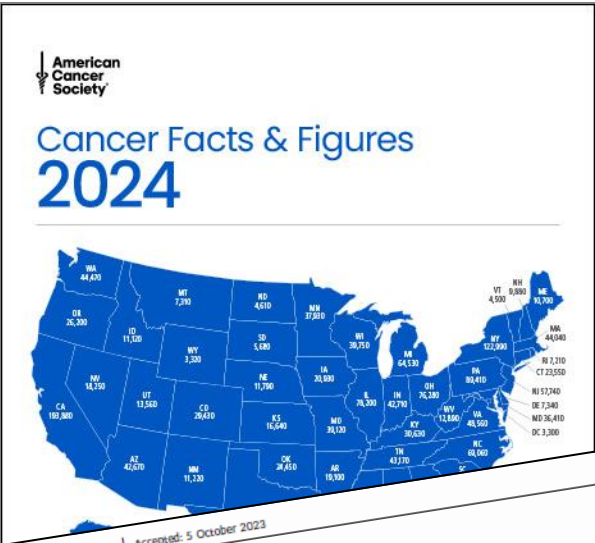 American
Cancer
Society
Cancer Facts & Figures
2024
WA
44,470
MT
7,310
ND
4,610
MN
37,930
VT
4,500
NH
9,880
ME
10,700
OR
26,200
ID
11,120
WY
3,320
SD
5,680
WI
39,750
MI
64,530
NY
122,990
MA
44,040
RI 7,210
CT 23,550
NV
18,250
UT
13,560
CO
29,430
NE
11,790
IA
20,930
IL
78,200
IN
42,710
OH
76,280
PA
89,410
NJ 57,740
DE 7,340
MD 36,410
DC 3,300
CA
193,880
KS
16,640
MO
39,120
KY
30,630
WV
12,890
VA
48,560
AZ
42,670
NM
11,220
OK
24,450
AR
19,100
TN
43,170
NC
69,060
SC
Accepted: 5 October 2023